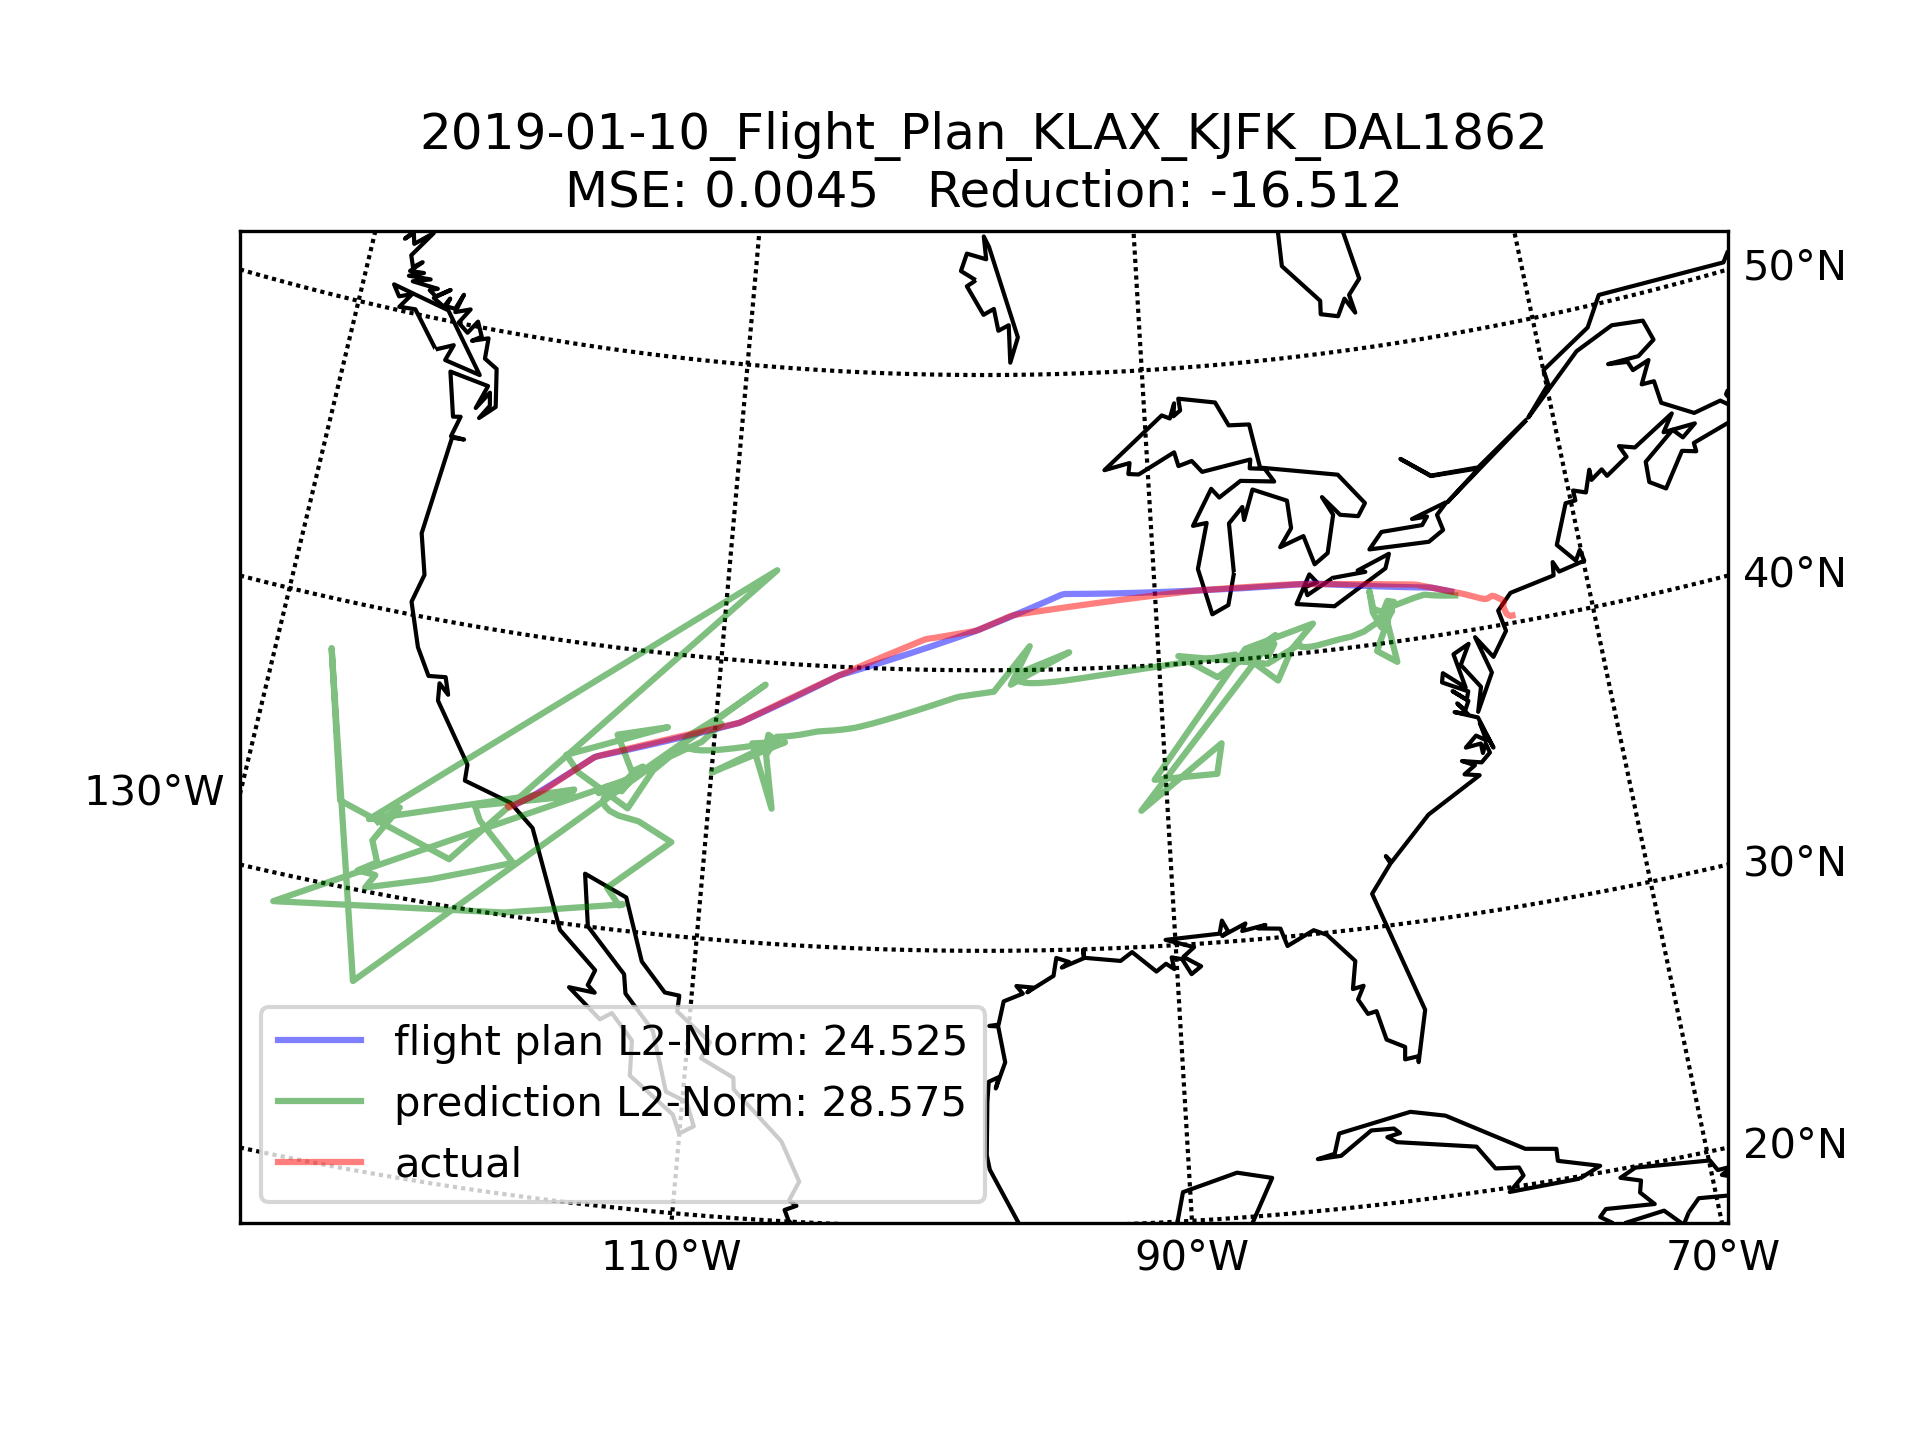 2019-01-10_Flight_Plan_KLAX_KJFK_DAL1862
MSE: 0.0045   Reduction: -16.512
50°N
40°N
130°W
30°N
flight plan L2-Norm: 24.525
prediction L2-Norm: 28.575
20°N
actual
110°W
90°W
70°W